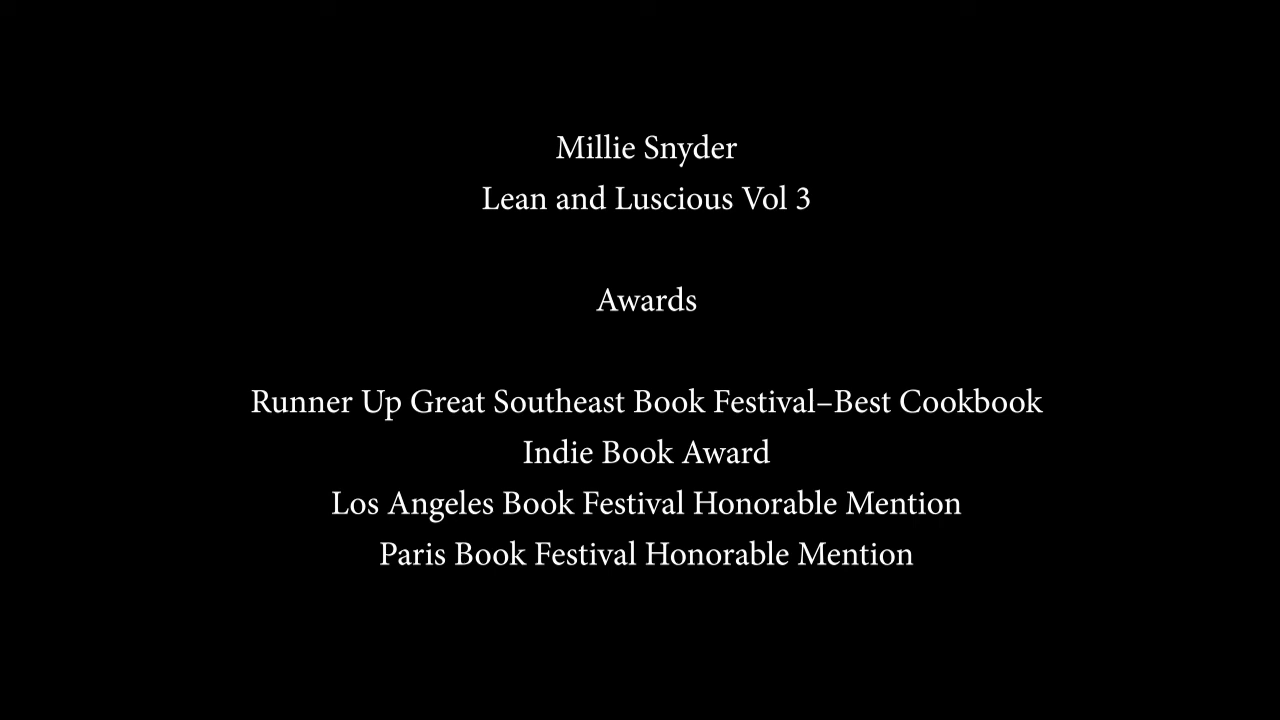 Millie Snyder
Lean and Luscious Vol 3
Awards
Runner Up Great Southeast Book Festival–Best Cookbook
Indie Book Award
Los Angeles Book Festival Honorable Mention
Paris Book Festival Honorable Mention